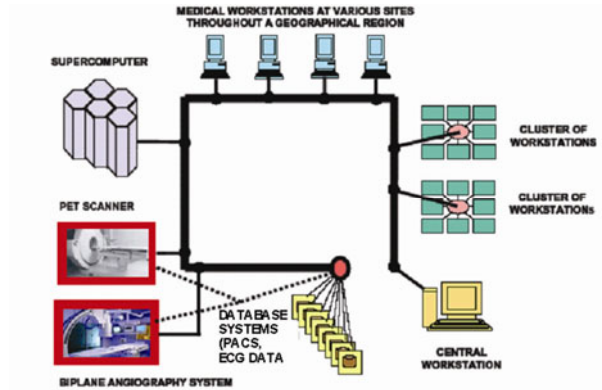 MEDICAL WORKSTATIONS AT VARIOUS SITES
THROUGHOUT A GEOGRAPHICAL REGION
SUPERCOMPUTER
CLUSTER OF
WORKSTATIONS
PET SCANNER
CLUSTER OF
WORKSTATIONs
DATABASE
SYSTEMS
(PACS,
ECG DATA
CENTRAL
WORKSTATION
BIPLANE ANGIOGRAPHY SYSTEM